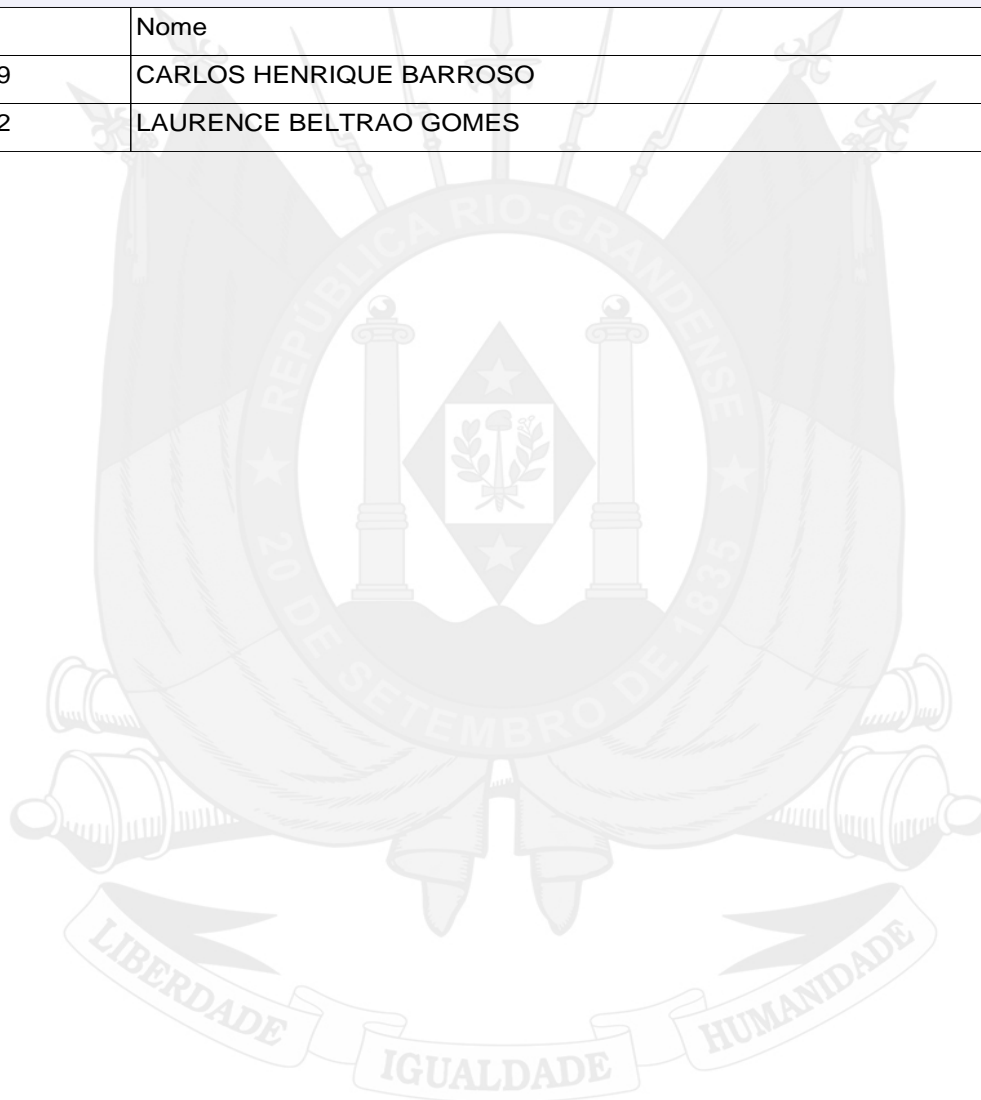 Nome
9 CARLOS HENRIQUE BARROSO
2 LAURENCE BELTRAO GOMES
REPÚBLICA RIO-GRANDENSE
20 DE SETEMBRO DE 1835
LIBERDADE IGUALDADE HUMANIDADE